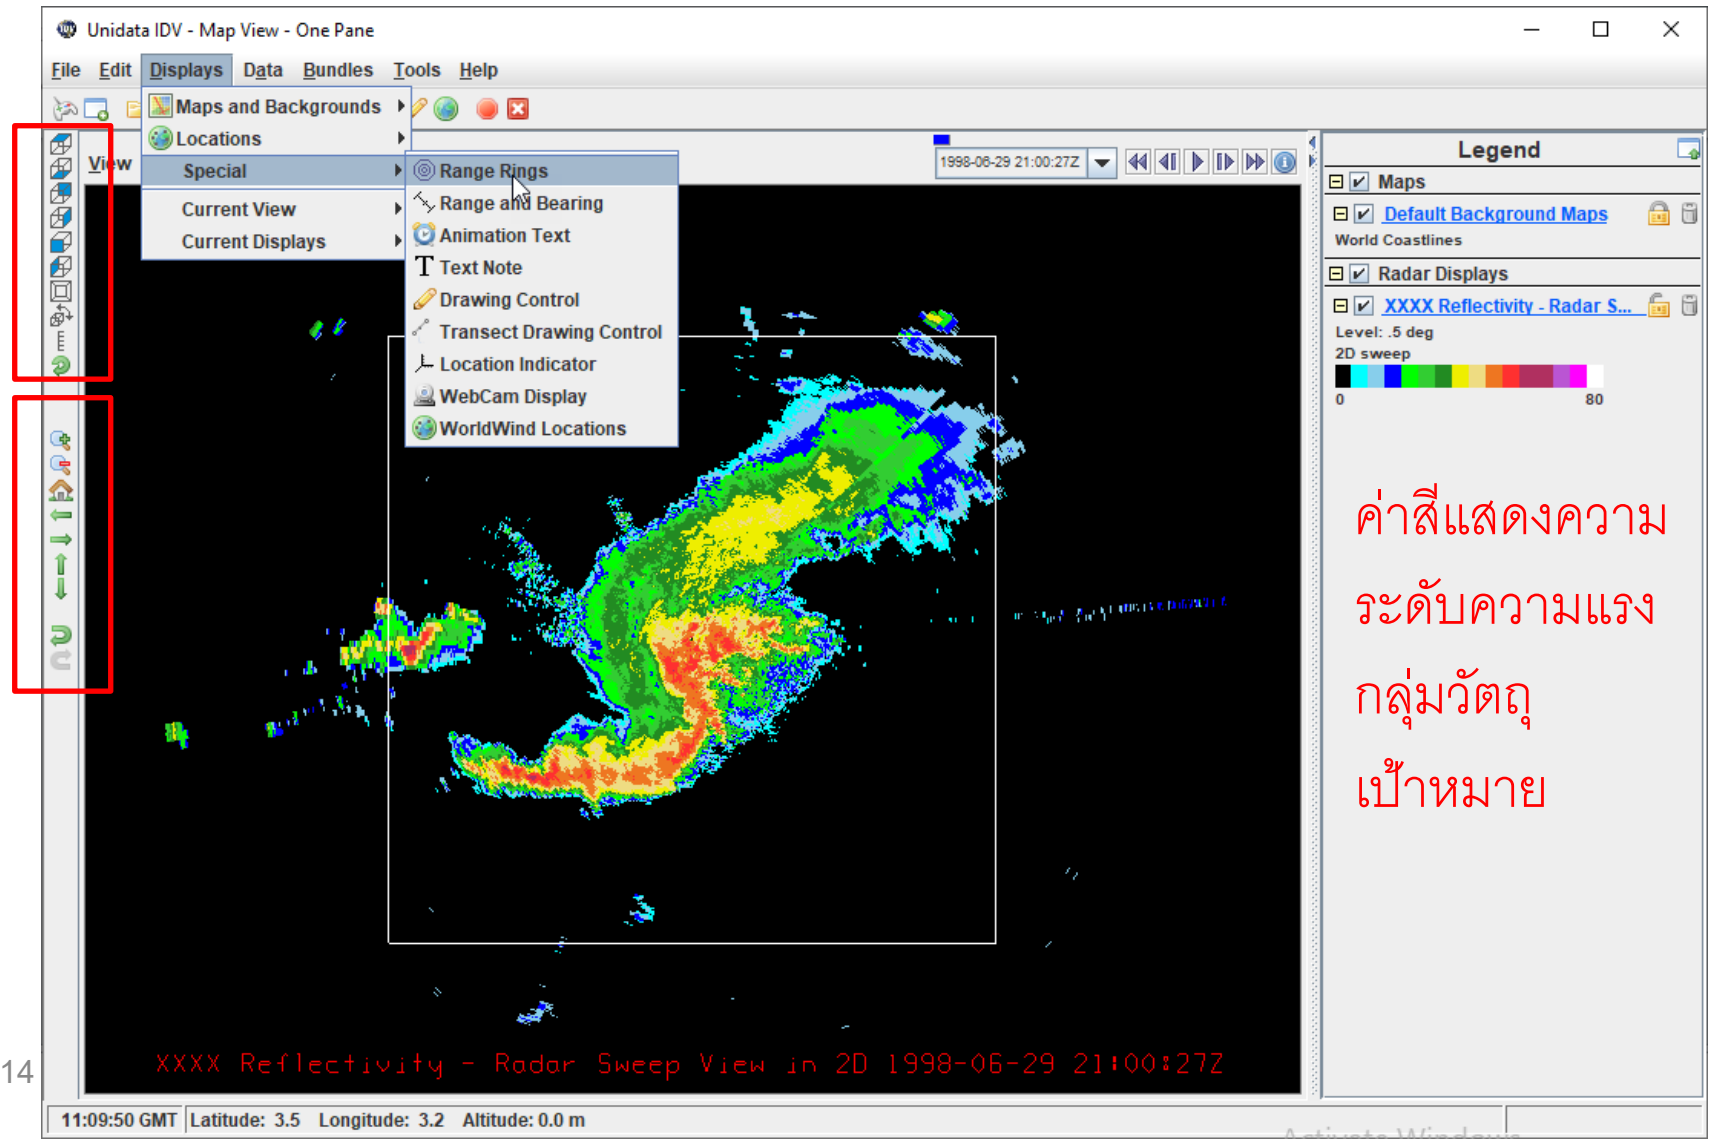 Unidata IDV - Map View - One Pane
File Edit Displays Data Bundles Tools Help
Maps and Backgrounds
Locations
Special
Current View
Current Displays
View
Range Rings
Range and Bearing
Animation Text
Text Note
Drawing Control
Transect Drawing Control
Location Indicator
WebCam Display
WorldWind Locations
1998-06-29 21:00:27Z
Legend
Maps
Default Background Maps
World Coastlines
Radar Displays
XXXX Reflectivity - Radar S...
Level: .5 deg
2D sweep
0 80
ค่าสีแสดงความ
ระดับความแรง
กลุ่มวัตถุ
เป้าหมาย
XXXX Reflectivity - Radar Sweep View in 2D 1998-06-29 21:00:27Z
14
11:09:50 GMT Latitude: 3.5 Longitude: 3.2 Altitude: 0.0 m